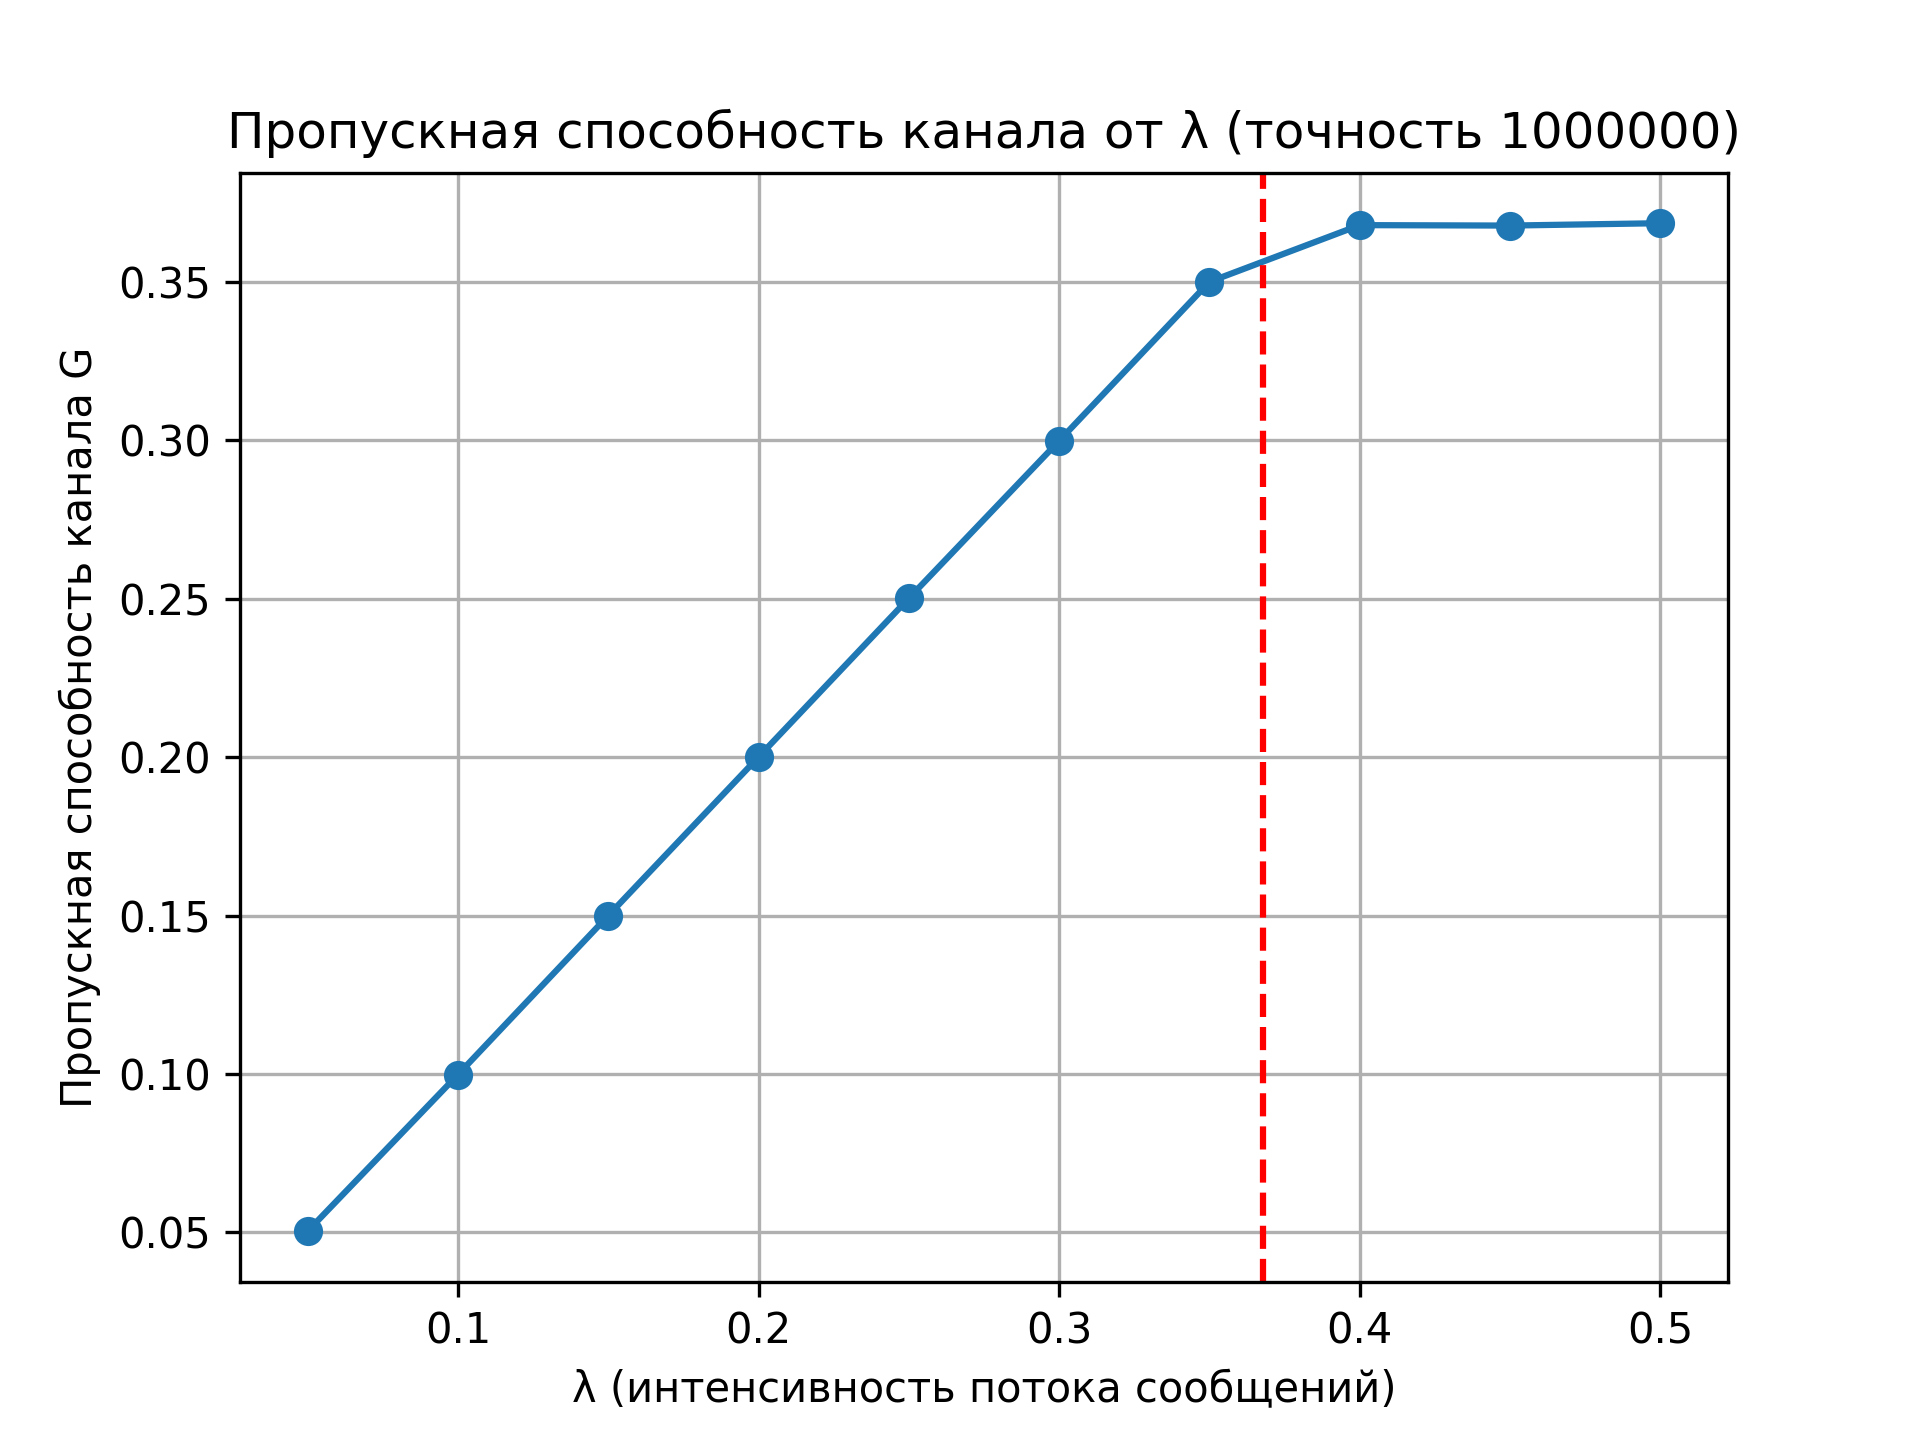 Пропускная способность канала от λ (точность 1000000)
Пропускная способность канала G
0.35
0.30
0.25
0.20
0.15
0.10
0.05
0.1 0.2 0.3 0.4 0.5
λ (интенсивность потока сообщений)